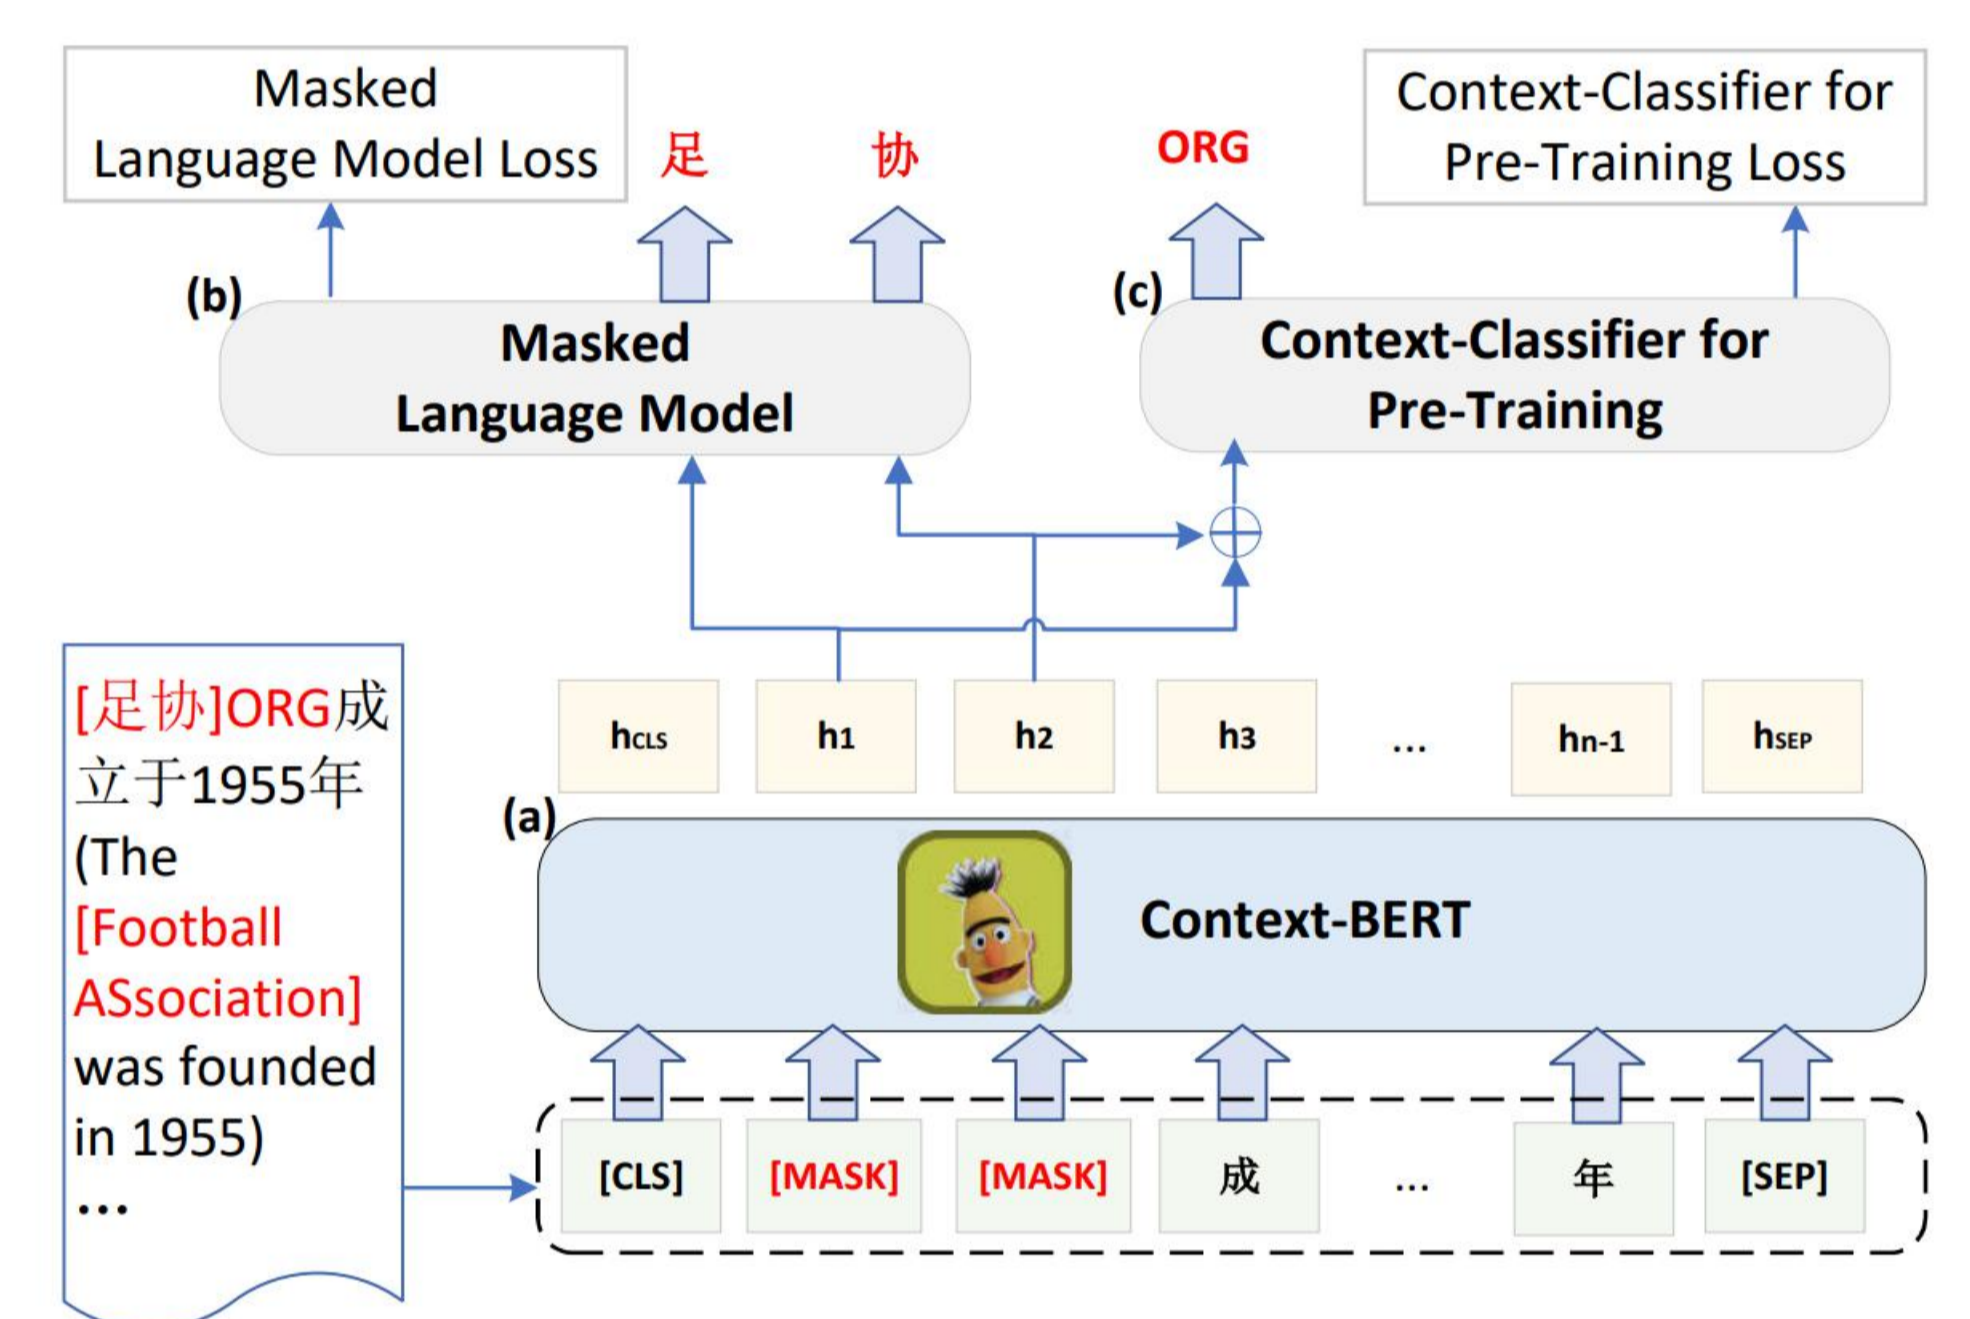 Masked
Language Model Loss
足
协
ORG
Context-Classifier for
Pre-Training Loss
(b)
Masked
Language Model
(c)
Context-Classifier for
Pre-Training
[足协]ORG成
立于1955年
(The
[Football
ASsociation]
was founded
in 1955)
...
hCLS
h1
h2
h3
...
hn-1
hSEP
(a)
Context-BERT
[CLS]
[MASK]
[MASK]
成
...
年
[SEP]